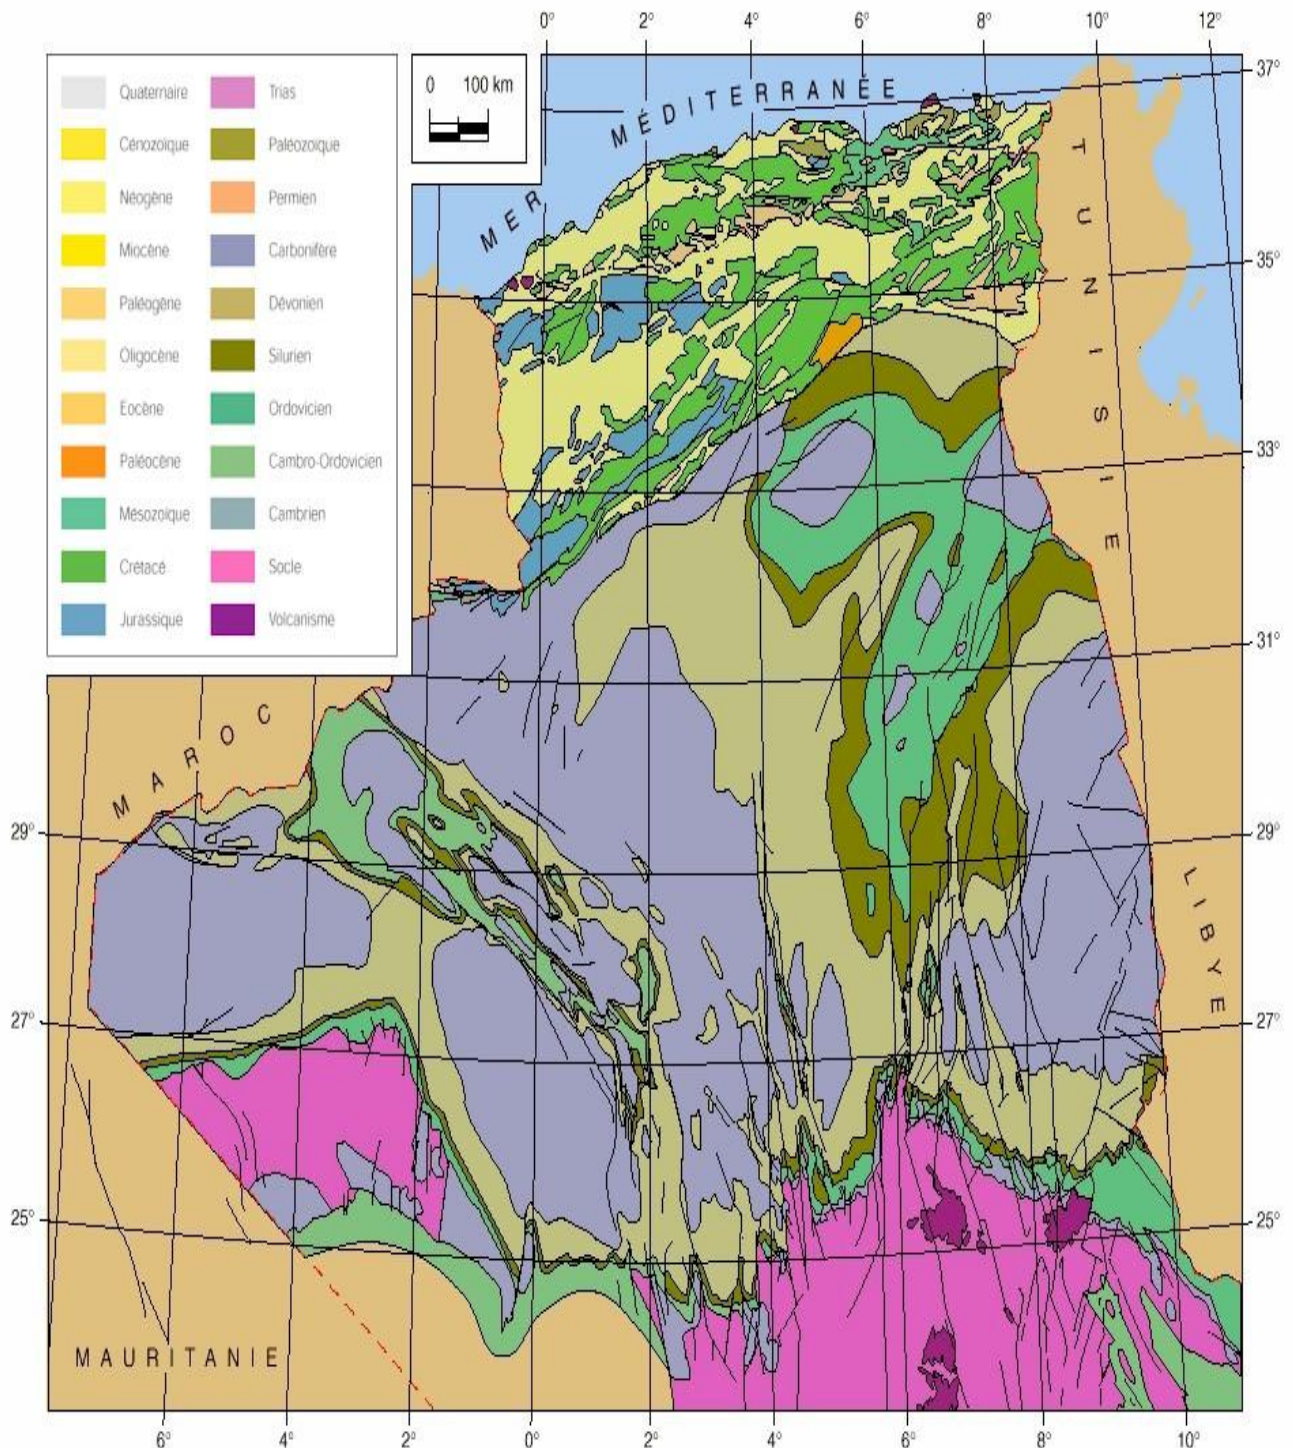 0° 2° 4° 6° 8° 10° 12°
37°
35°
33°
31°
29°
27°
25°
0 100 km
Quaternaire
Cénozoïque
Néogène
Miocène
Paléogène
Oligocène
Eocène
Paléocène
Mésozoïque
Crétacé
Jurassique
Trias
Paléozoïque
Permien
Carbonifère
Dévonien
Silurien
Ordovicien
Cambro-Ordovicien
Cambrien
Socle
Volcanisme
MER MÉDITERRANÉE
TUNISIE
MAROC
LIBYE
MAURITANIE
29°
27°
25°
6° 4° 2° 0° 2° 4° 6° 8° 10°